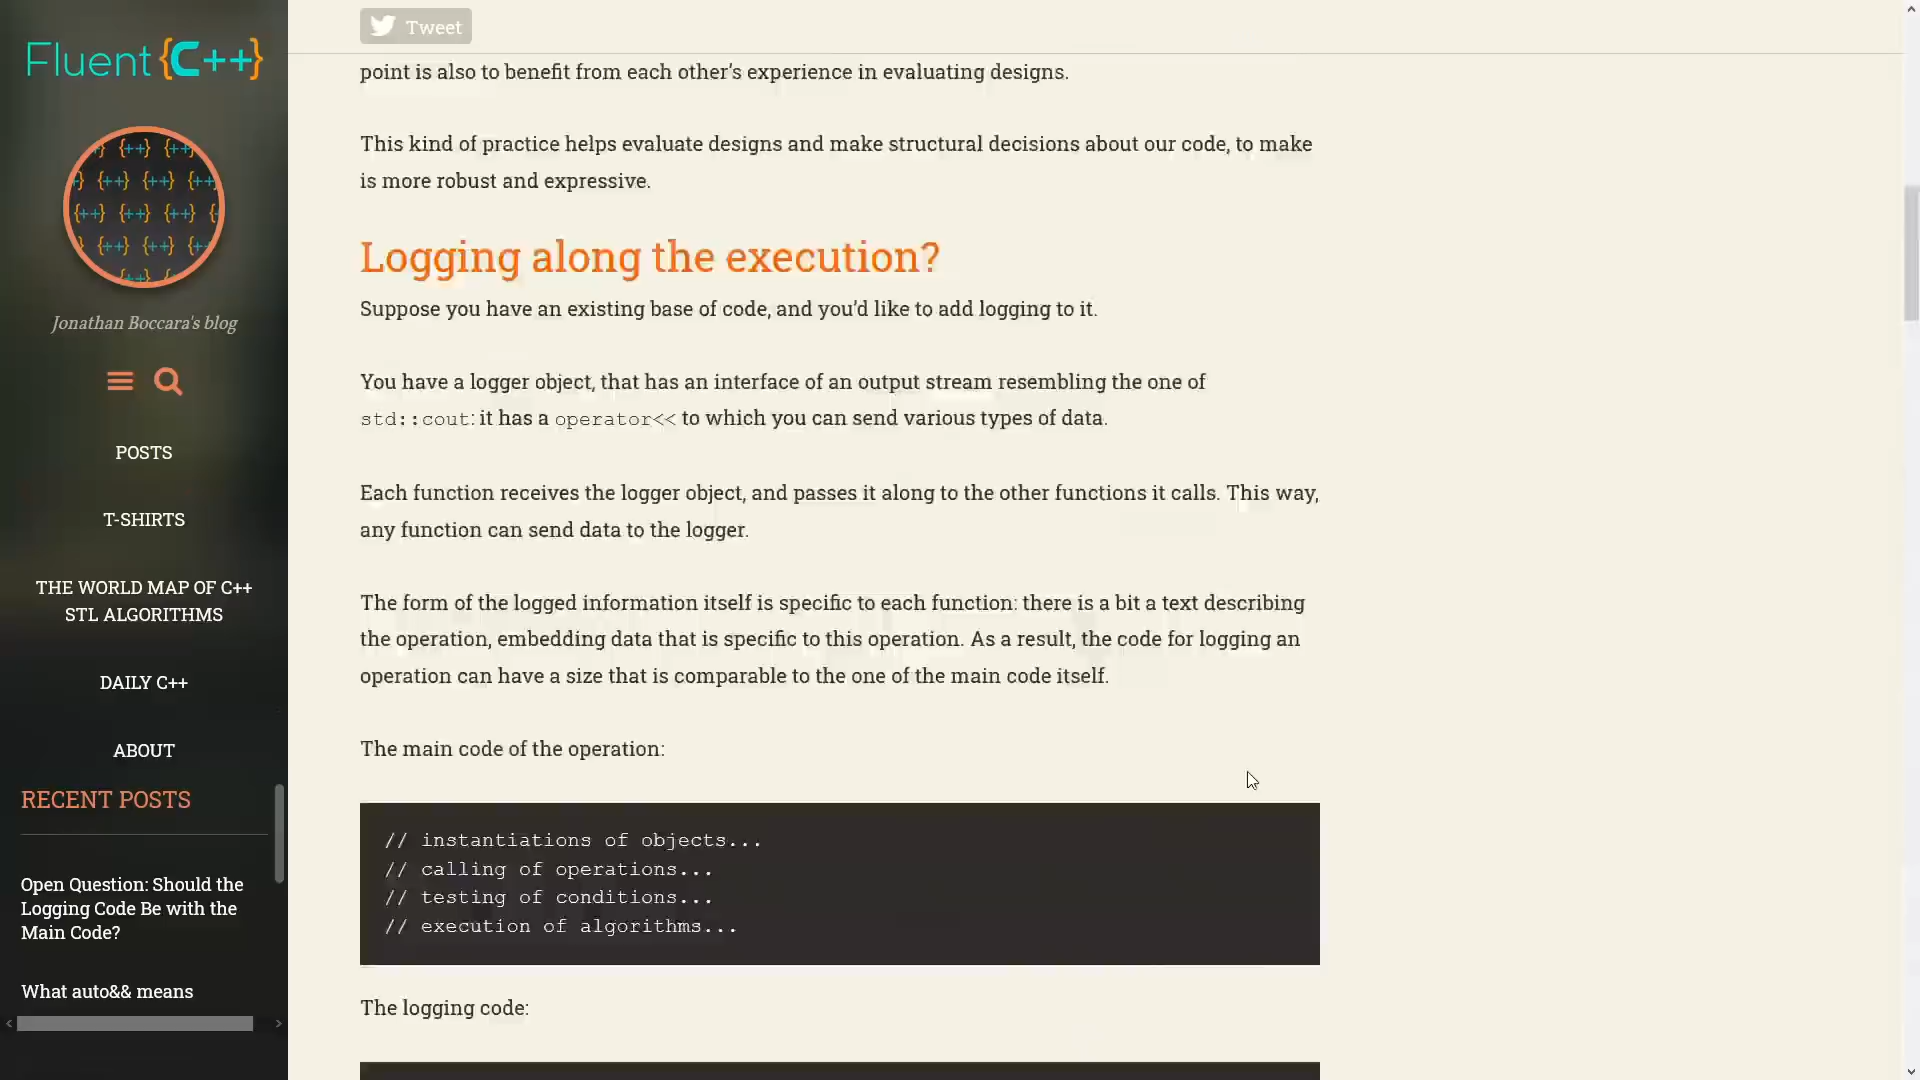 Fluent {C++}
Jonathan Boccara's blog
POSTS
T-SHIRTS
THE WORLD MAP OF C++
STL ALGORITHMS
DAILY C++
ABOUT
RECENT POSTS
Open Question: Should the
Logging Code Be with the
Main Code?
What auto&& means
Tweet
point is also to benefit from each other’s experience in evaluating designs.
This kind of practice helps evaluate designs and make structural decisions about our code, to make
is more robust and expressive.
Logging along the execution?
Suppose you have an existing base of code, and you’d like to add logging to it.
You have a logger object, that has an interface of an output stream resembling the one of
std::cout: it has a operator<< to which you can send various types of data.
Each function receives the logger object, and passes it along to the other functions it calls. This way,
any function can send data to the logger.
The form of the logged information itself is specific to each function: there is a bit a text describing
the operation, embedding data that is specific to this operation. As a result, the code for logging an
operation can have a size that is comparable to the one of the main code itself.
The main code of the operation:
// instantiations of objects...
// calling of operations...
// testing of conditions...
// execution of algorithms...
The logging code: